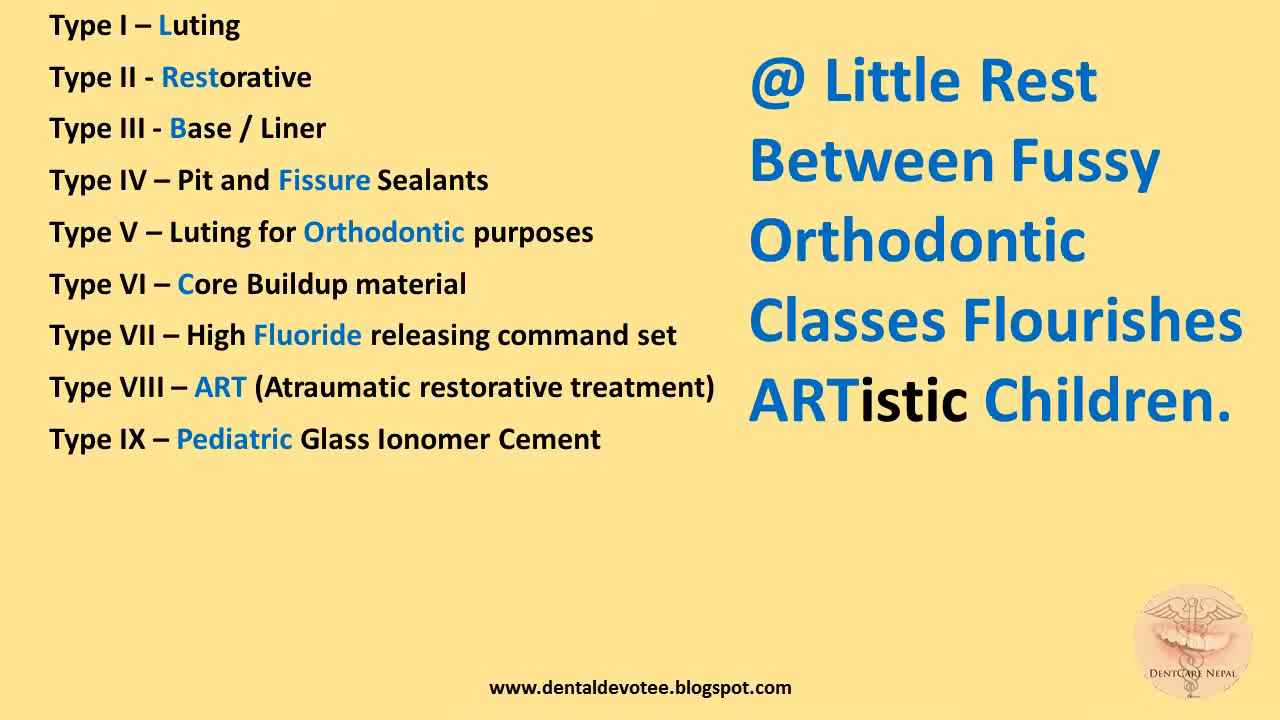 Type I – Luting
Type II - Restorative
Type III - Base / Liner
Type IV – Pit and Fissure Sealants
Type V – Luting for Orthodontic purposes
Type VI – Core Buildup material
Type VII – High Fluoride releasing command set
Type VIII – ART (Atraumatic restorative treatment)
Type IX – Pediatric Glass Ionomer Cement
@ Little Rest
Between Fussy
Orthodontic
Classes Flourishes
ARTistic Children.
DentCare Nepal
www.dentaldevotee.blogspot.com